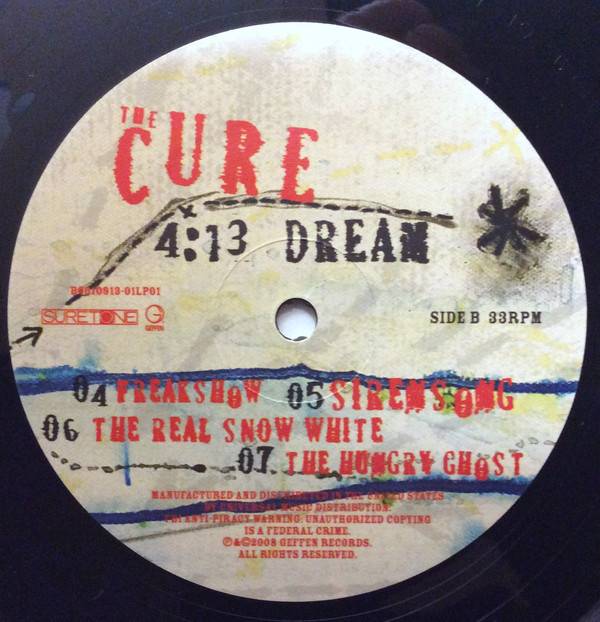 THE
CURE
4:13 DREAM
SURETONE G
GEFFEN
SIDE B 33RPM
04 FREAKSHOW 05 SIRENSONG
06 THE REAL SNOW WHITE
07 THE HUNGRY GHOST
MANUFACTURED AND DISTRIBUTED IN THE UNITED STATES
BY UNIVERSAL MUSIC DISTRIBUTION.
FBI ANTI-PIRACY WARNING: UNAUTHORIZED COPYING
IS A FEDERAL CRIME.
℗&©2008 GEFFEN RECORDS.
ALL RIGHTS RESERVED.